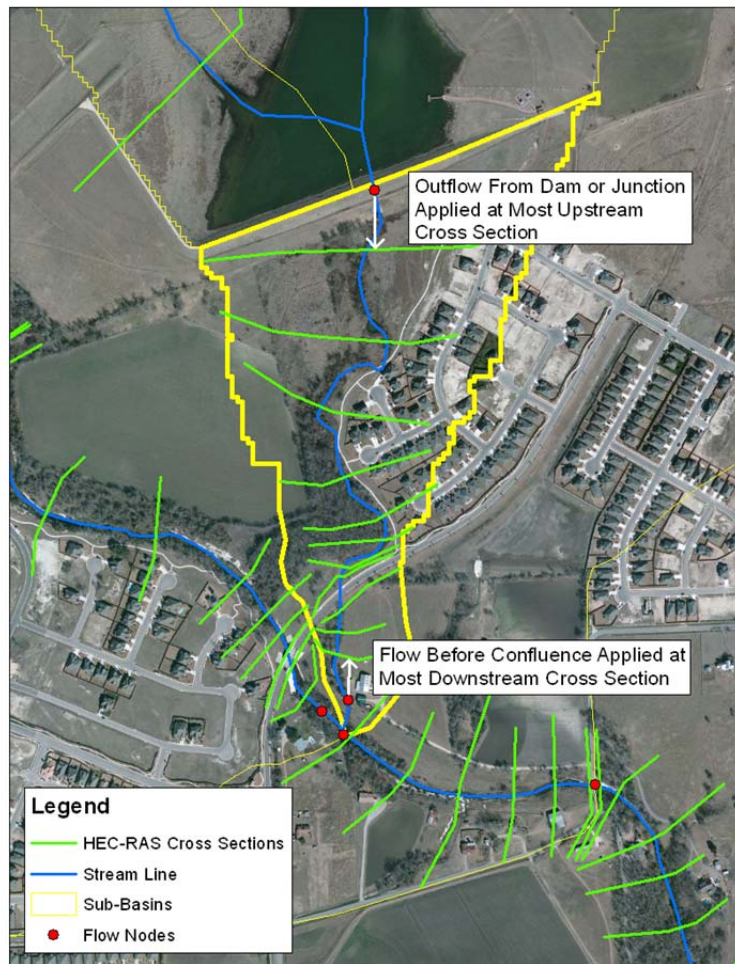 Outflow From Dam or Junction
Applied at Most Upstream
Cross Section
Flow Before Confluence Applied at
Most Downstream Cross Section
Legend
HEC-RAS Cross Sections
Stream Line
Sub-Basins
Flow Nodes